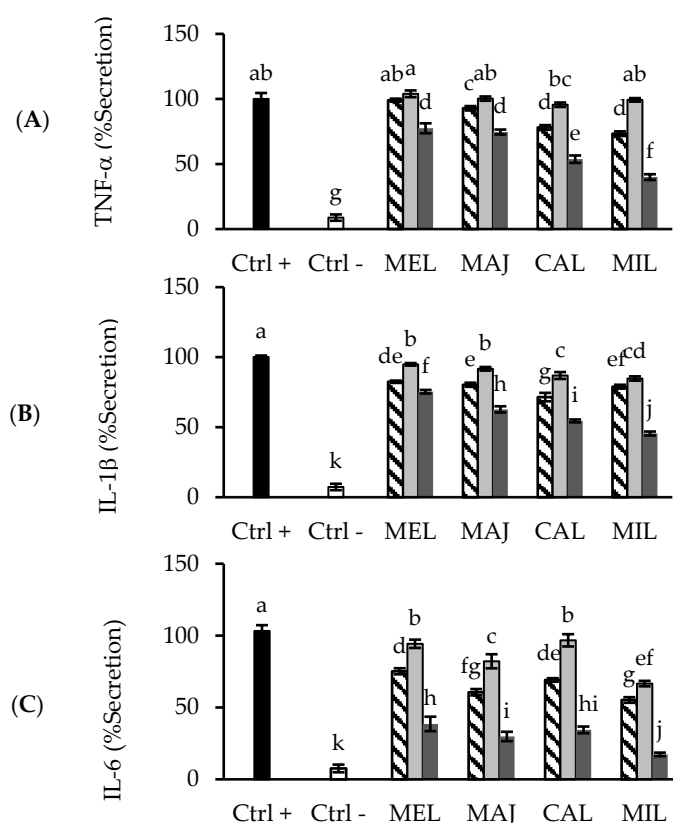 150
ab ab a ab bc ab
100
c
d d d d
(A)
TNF-α (%Secretion)
e
50
f
g
0
Ctrl + Ctrl - MEL MAJ CAL MIL
150
a b b c cd
de e ef
100
f
g
h
(B)
IL-1β (%Secretion)
i
50
j
k
0
Ctrl + Ctrl - MEL MAJ CAL MIL
150
a b c b
100
d de ef
fg g
(C)
IL-6 (%Secretion)
50
h i hi
j
k
0
Ctrl + Ctrl - MEL MAJ CAL MIL